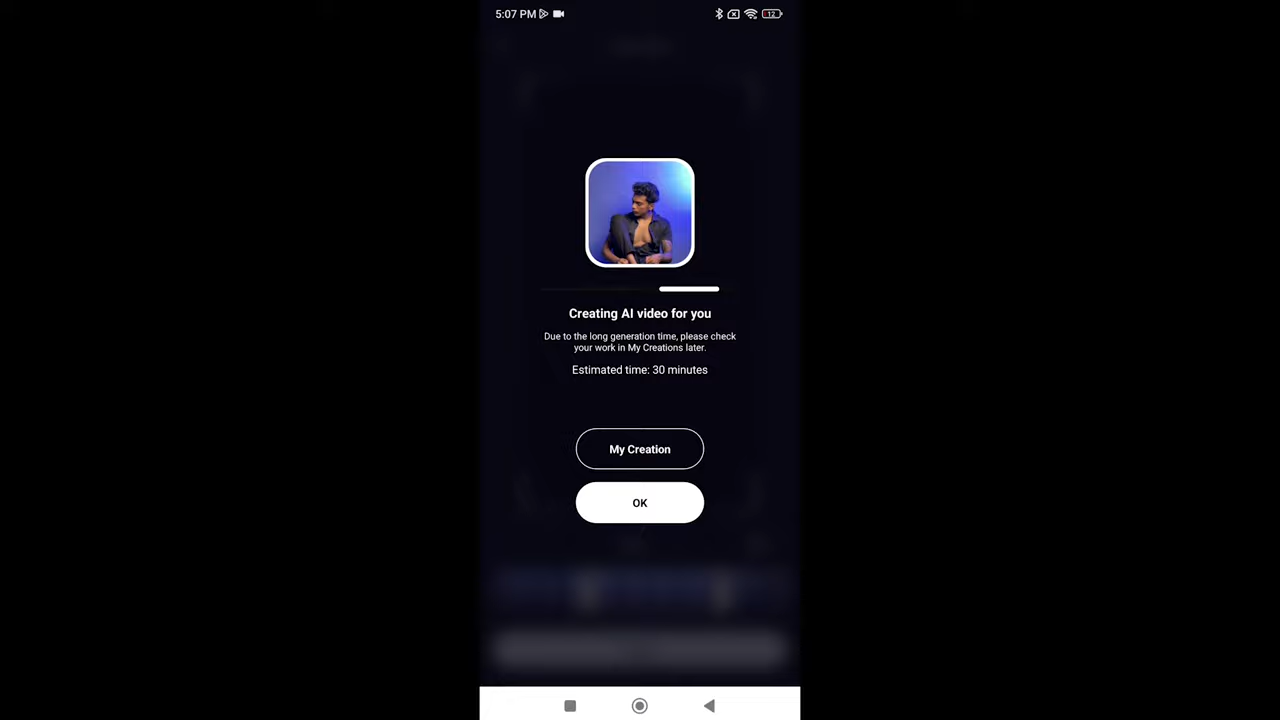 5:07 PM
12
Creating AI video for you
Due to the long generation time, please check
your work in My Creations later.
Estimated time: 30 minutes
My Creation
OK